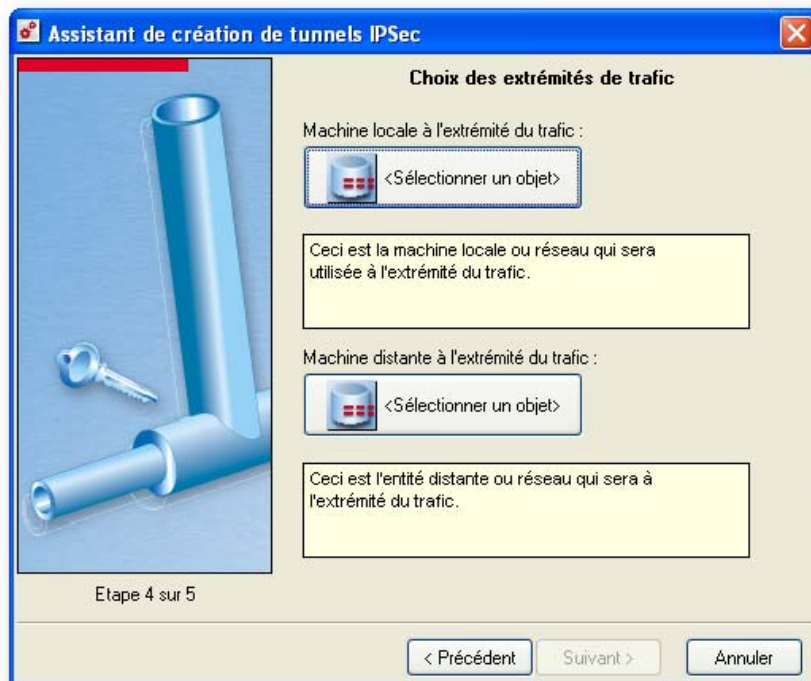 Assistant de création de tunnels IPSec
Choix des extrémités de trafic
Machine locale à l'extrémité du trafic :
<Sélectionner un objet>
Ceci est la machine locale ou réseau qui sera
utilisée à l'extrémité du trafic.
Machine distante à l'extrémité du trafic :
<Sélectionner un objet>
Ceci est l'entité distante ou réseau qui sera à
l'extrémité du trafic.
Etape 4 sur 5
< Précédent Suivant > Annuler